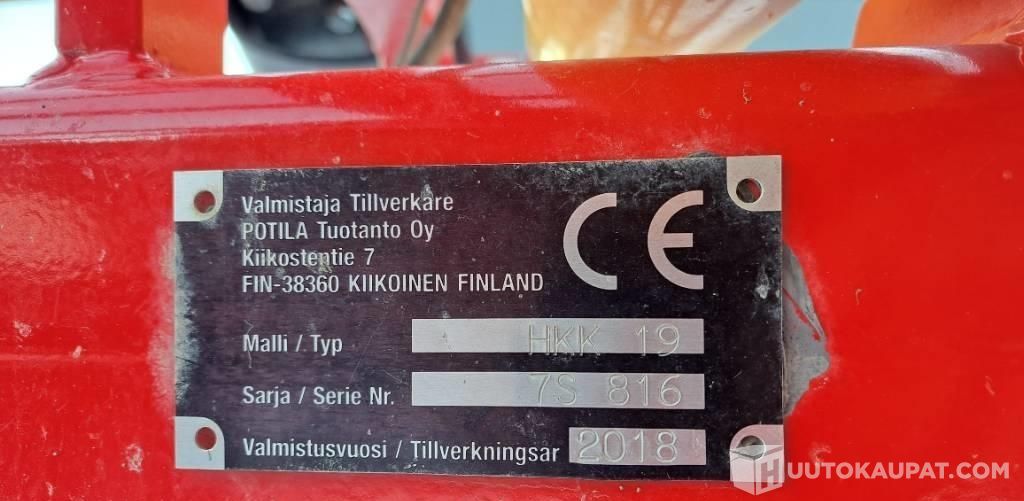 Valmistaja Tillverkare
POTILA Tuotanto Oy
Kiikostentie 7
FIN-38360 KIIKOINEN FINLAND
CE
Malli / Typ HKK 19
Sarja / Serie Nr. 7S 816
Valmistusvuosi / Tillverkningsar 2018
HUUTOKAUPAT.COM